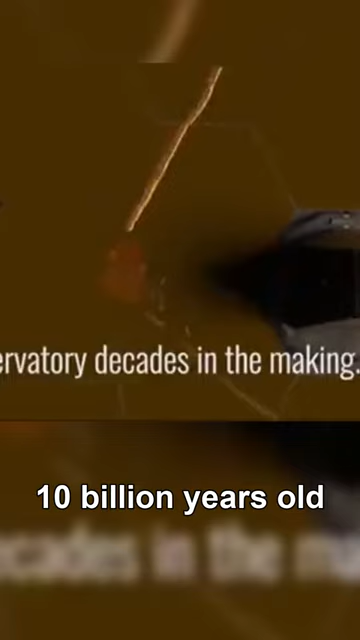 ervatory decades in the making.
10 billion years old